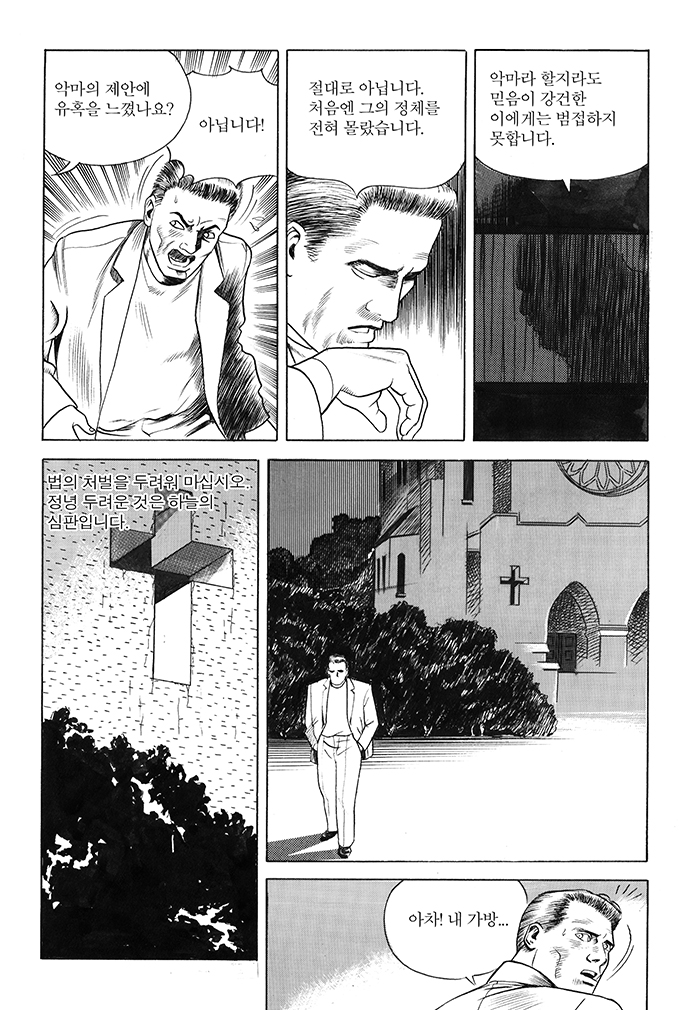 악마의 제안에
유혹을 느꼈나요?
아닙니다!
절대로 아닙니다.
처음엔 그의 정체를
전혀 몰랐습니다.
악마라 할지라도
믿음이 강건한
이에게는 범접하지
못합니다.
법의 처벌을 두려워 마십시오..
정녕 두려운 것은 하늘의
심판입니다.
아차! 내 가방...